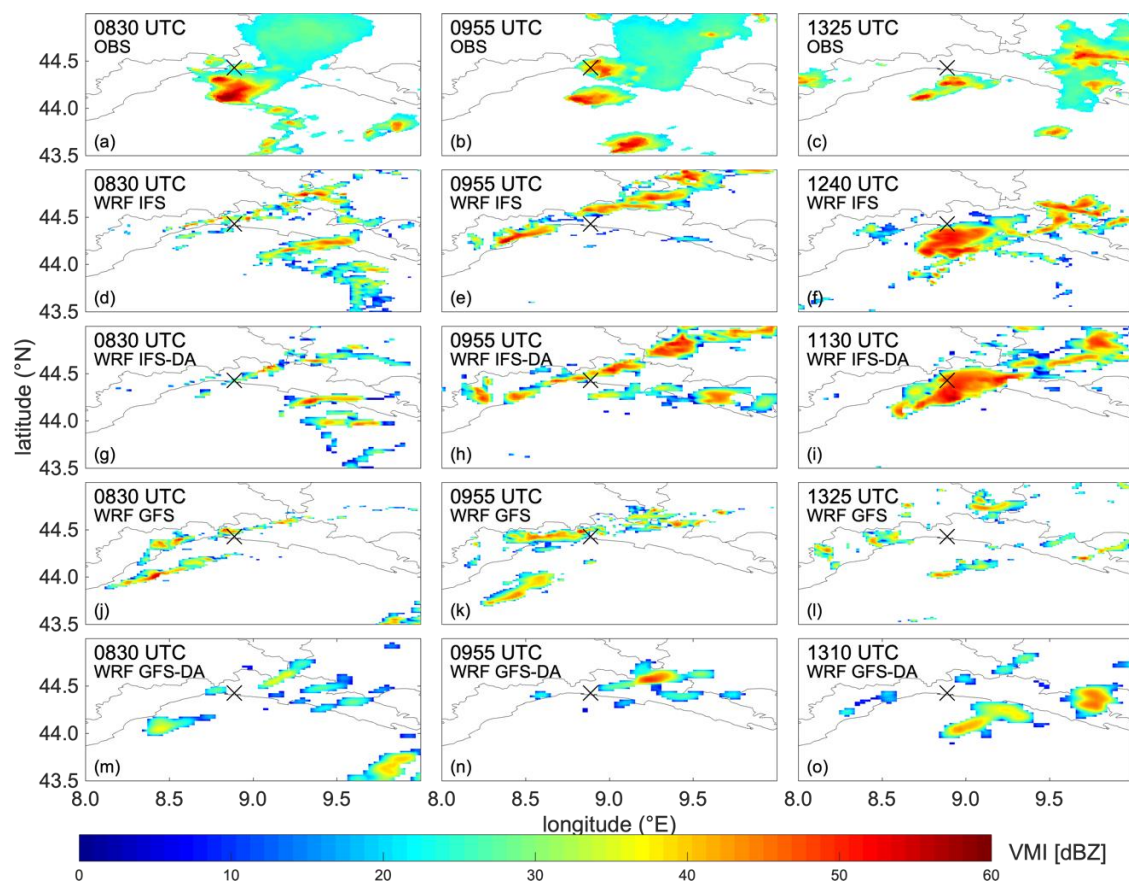 0830 UTC
OBS
(a)
0955 UTC
OBS
(b)
1325 UTC
OBS
(c)
44.5
44.0
43.5
0830 UTC
WRF IFS
(d)
0955 UTC
WRF IFS
(e)
1240 UTC
WRF IFS
(f)
44.5
44.0
43.5
0830 UTC
WRF IFS-DA
(g)
0955 UTC
WRF IFS-DA
(h)
1130 UTC
WRF IFS-DA
(i)
44.5
44.0
43.5
latitude (°N)
0830 UTC
WRF GFS
(j)
0955 UTC
WRF GFS
(k)
1325 UTC
WRF GFS
(l)
44.5
44.0
43.5
0830 UTC
WRF GFS-DA
(m)
0955 UTC
WRF GFS-DA
(n)
1310 UTC
WRF GFS-DA
(o)
44.5
44.0
43.5
8.0 8.5 9.0 9.5 8.0 8.5 9.0 9.5 8.0 8.5 9.0 9.5
longitude (°E)
VMI [dBZ]
0 10 20 30 40 50 60